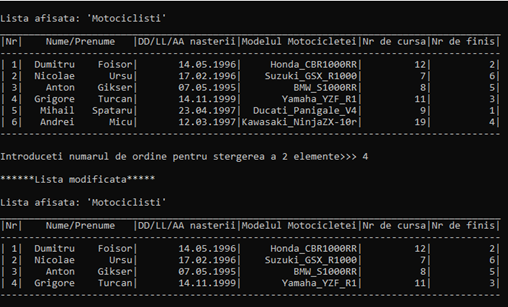 Lista afisata: 'Motociclisti'
|Nr| Nume/Prenume |DD/LL/AA nasterii|Modelul Motocicletei|Nr de cursa|Nr de finis|
| 1| Dumitru Foisor| 14.05.1996| Honda_CBR1000RR| 12| 2|
| 2| Nicolae Ursu| 17.02.1996| Suzuki_GSX_R1000| 7| 6|
| 3| Anton Gikser| 07.05.1995| BMW_S1000RR| 8| 5|
| 4| Grigore Turcan| 14.11.1999| Yamaha_YZF_R1| 11| 3|
| 5| Mihail Spataru| 23.04.1997| Ducati_Panigale_V4| 9| 1|
| 6| Andrei Micu| 12.03.1997|Kawasaki_NinjaZX-10r| 19| 4|
Introduceti numarul de ordine pentru stergerea a 2 elemente>>> 4
******Lista modificata*****
Lista afisata: 'Motociclisti'
|Nr| Nume/Prenume |DD/LL/AA nasterii|Modelul Motocicletei|Nr de cursa|Nr de finis|
| 1| Dumitru Foisor| 14.05.1996| Honda_CBR1000RR| 12| 2|
| 2| Nicolae Ursu| 17.02.1996| Suzuki_GSX_R1000| 7| 6|
| 3| Anton Gikser| 07.05.1995| BMW_S1000RR| 8| 5|
| 4| Grigore Turcan| 14.11.1999| Yamaha_YZF_R1| 11| 3|